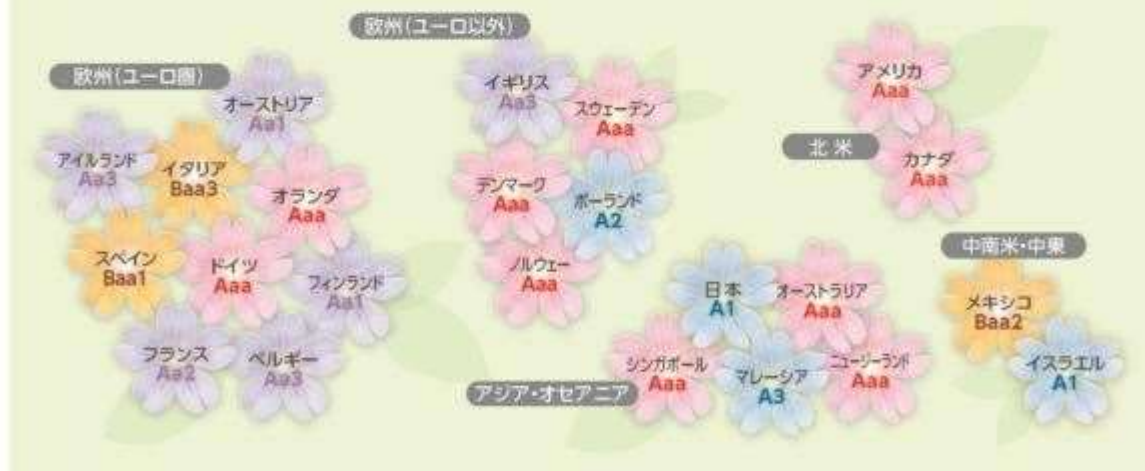 欧州(ユーロ圏)
オーストリア
Aa1
アイルランド
Aa3
イタリア
Baa3
オランダ
Aaa
スペイン
Baa1
ドイツ
Aaa
フィンランド
Aa1
フランス
Aa2
ベルギー
Aa3
欧州(ユーロ以外)
イギリス
Aa3
スウェーデン
Aaa
デンマーク
Aaa
ポーランド
A2
ノルウェー
Aaa
北米
アメリカ
Aaa
カナダ
Aaa
アジア・オセアニア
日本
A1
オーストラリア
Aaa
シンガポール
Aaa
マレーシア
A3
ニュージーランド
Aaa
中南米・中東
メキシコ
Baa2
イスラエル
A1